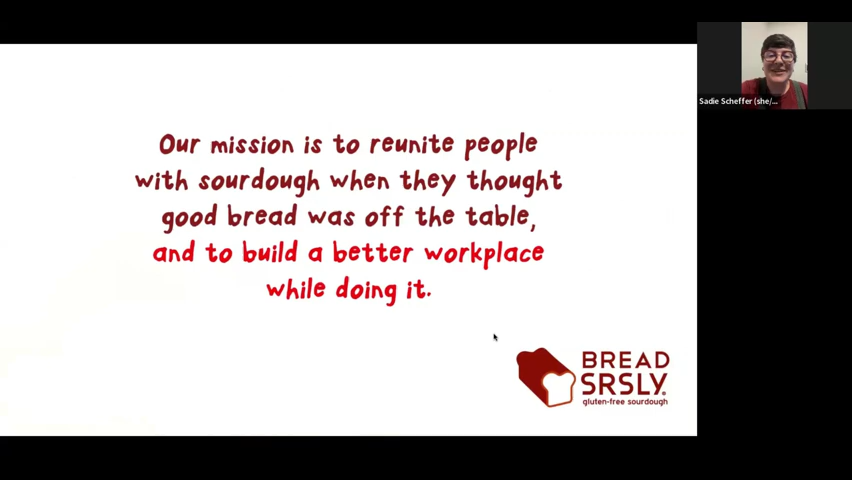 Our mission is to reunite people
with sourdough when they thought
good bread was off the table,
and to build a better workplace
while doing it.
BREAD
SRSLY®
gluten-free sourdough
Sadie Scheffer (she/...